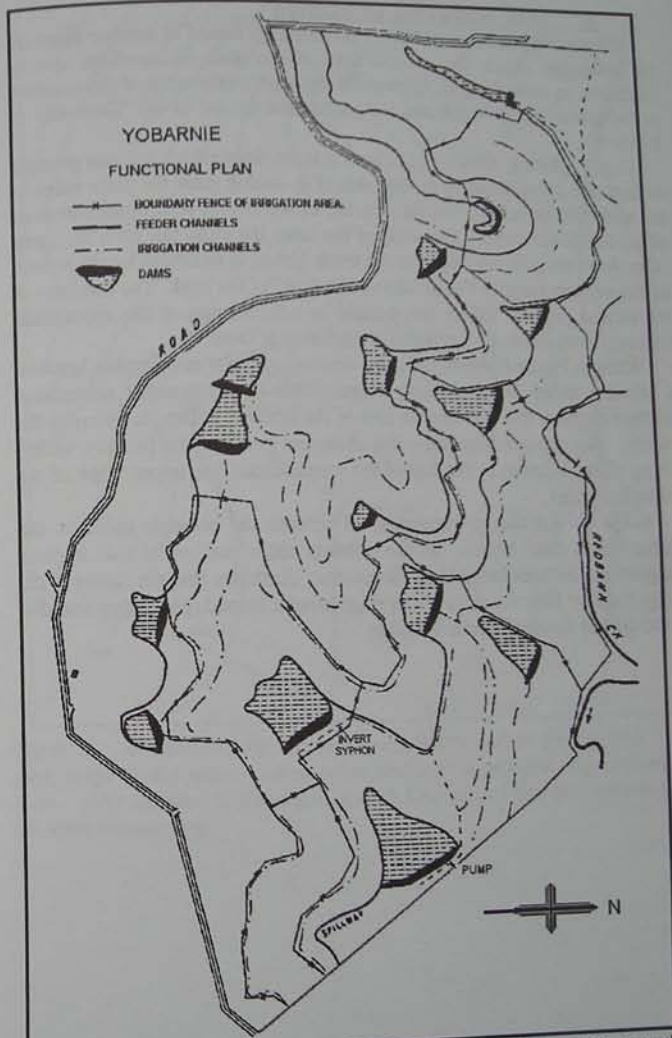 YOBARNIE
FUNCTIONAL PLAN
BOUNDARY FENCE OF IRRIGATION AREA.
FEEDER CHANNELS
IRRIGATION CHANNELS
DAMS
ROAD
REDBANK CK
INVERT
SYPHON
PUMP
SPILLWAY
N